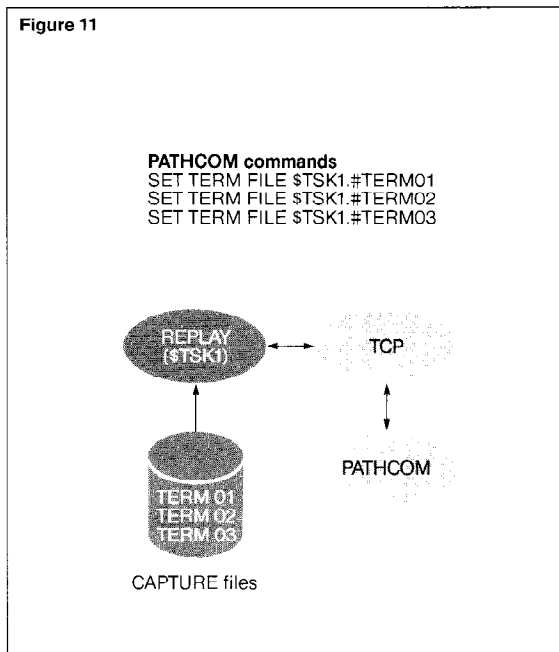 Figure 11
PATHCOM commands
SET TERM FILE $TSK1.#TERM01
SET TERM FILE $TSK1.#TERM02
SET TERM FILE $TSK1.#TERM03
REPLAY
($TSK1)
TCP
PATHCOM
TERM 01
TERM 02
TERM 03
CAPTURE files